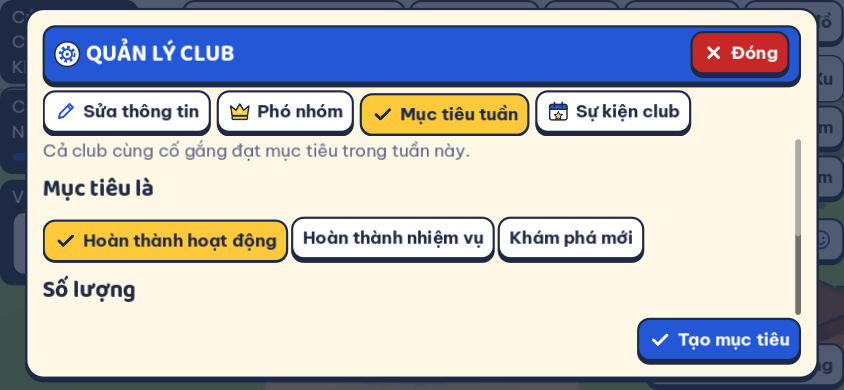 QUẢN LÝ CLUB
Đóng
Sửa thông tin
Phó nhóm
Mục tiêu tuần
Sự kiện club
Cả club cùng cố gắng đạt mục tiêu trong tuần này.
Mục tiêu là
Hoàn thành hoạt động
Hoàn thành nhiệm vụ
Khám phá mới
Số lượng
Tạo mục tiêu